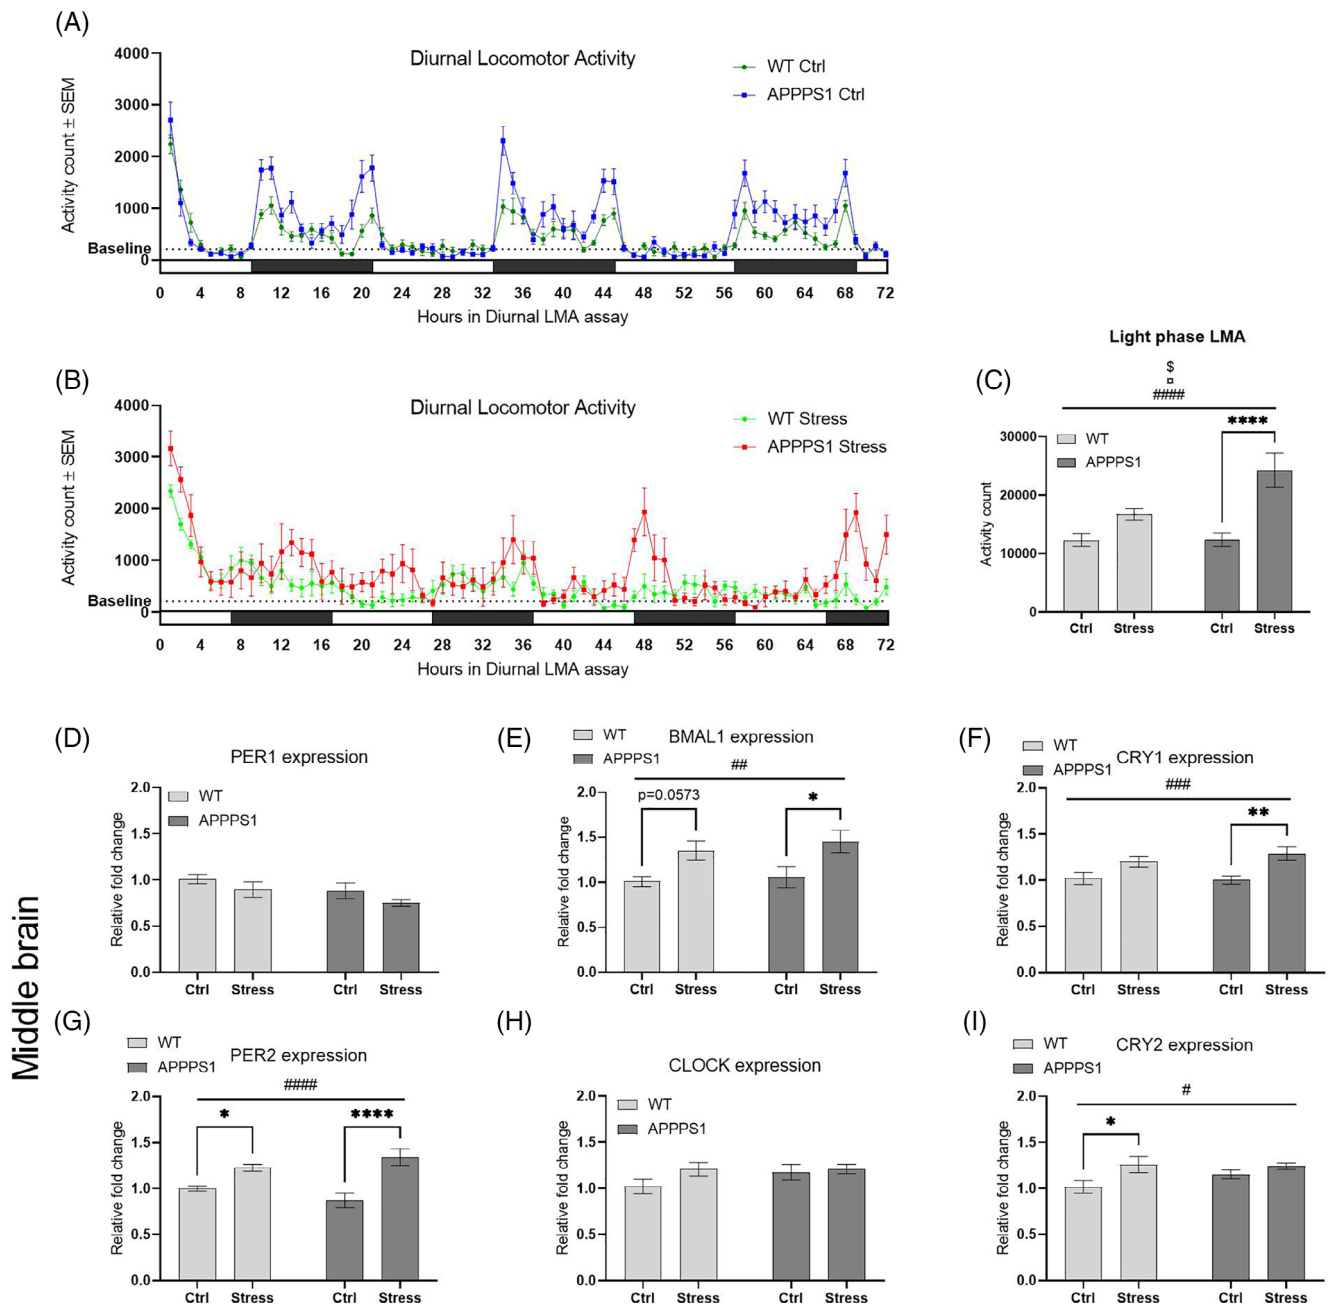 (A)
Diurnal Locomotor Activity
WT Ctrl
APPPS1 Ctrl
Activity count ± SEM
4000
3000
2000
1000
Baseline
0
0 4 8 12 16 20 24 28 32 36 40 44 48 52 56 60 64 68 72
Hours in Diurnal LMA assay
(B)
Diurnal Locomotor Activity
WT Stress
APPPS1 Stress
Activity count ± SEM
4000
3000
2000
1000
Baseline
0
0 4 8 12 16 20 24 28 32 36 40 44 48 52 56 60 64 68 72
Hours in Diurnal LMA assay
(C)
Light phase LMA
$
¤
####
****
WT
APPPS1
Activity count
30000
20000
10000
0
Ctrl Stress Ctrl Stress
Middle brain
(D)
PER1 expression
WT
APPPS1
Relative fold change
2.0
1.5
1.0
0.5
0.0
Ctrl Stress Ctrl Stress
(E)
WT
APPPS1
BMAL1 expression
##
p=0.0573
*
Relative fold change
2.0
1.5
1.0
0.5
0.0
Ctrl Stress Ctrl Stress
(F)
WT
APPPS1
CRY1 expression
###
**
Relative fold change
2.0
1.5
1.0
0.5
0.0
Ctrl Stress Ctrl Stress
(G)
WT
APPPS1
PER2 expression
####
*
****
Relative fold change
2.0
1.5
1.0
0.5
0.0
Ctrl Stress Ctrl Stress
(H)
CLOCK expression
WT
APPPS1
Relative fold change
2.0
1.5
1.0
0.5
0.0
Ctrl Stress Ctrl Stress
(I)
WT
APPPS1
CRY2 expression
#
*
Relative fold change
2.0
1.5
1.0
0.5
0.0
Ctrl Stress Ctrl Stress